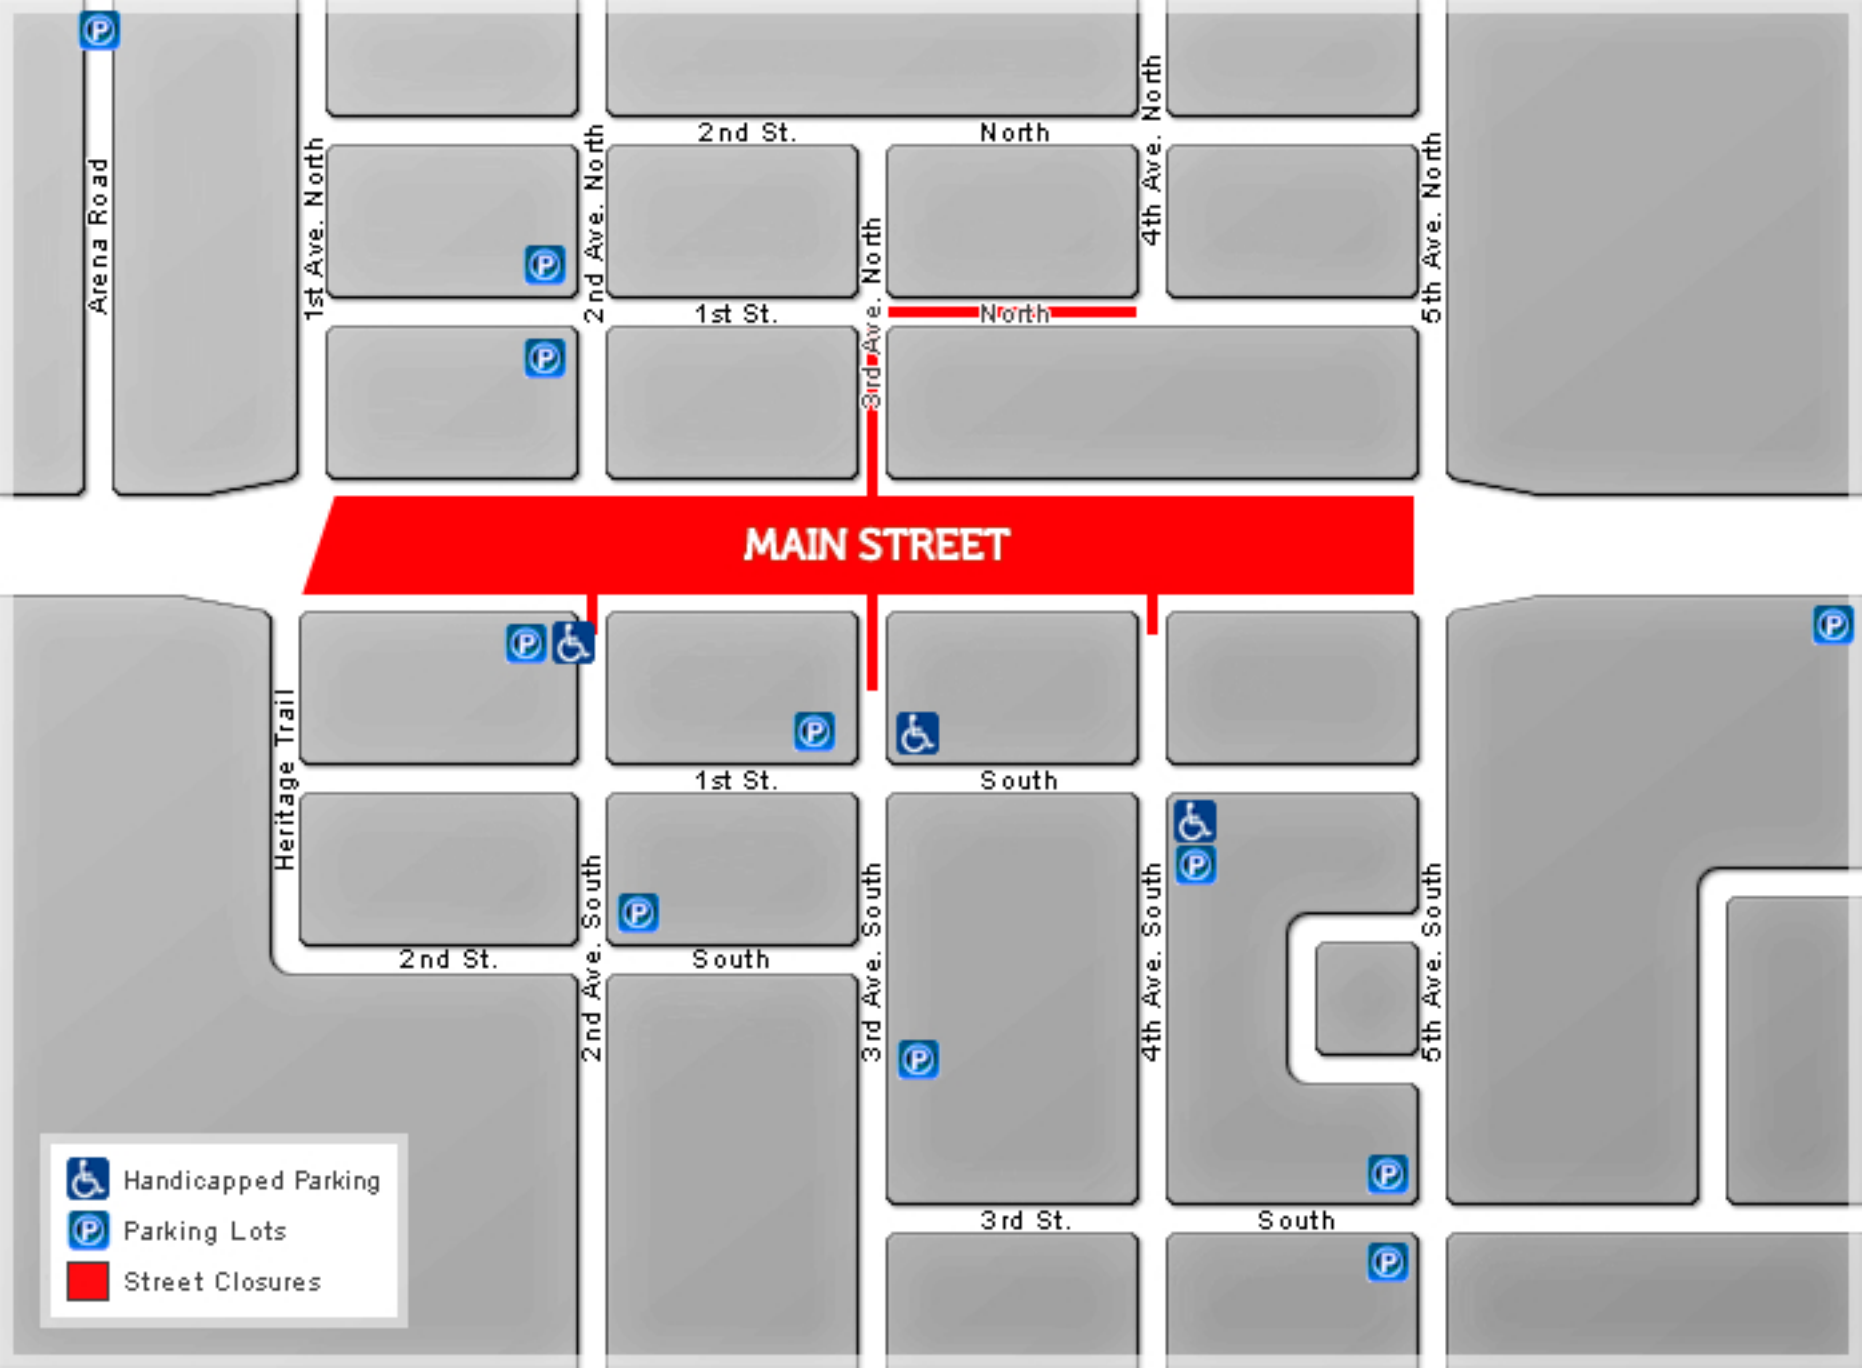 P
Arena Road
1st Ave. North
2nd Ave. North
3rd Ave. North
4th Ave. North
5th Ave. North
2nd St. North
P
1st St. North
P
MAIN STREET
P
P
Heritage Trail
1st St. South
P
P
P
2nd St. South
2nd Ave. South
3rd Ave. South
4th Ave. South
5th Ave. South
P
P
3rd St. South
P
P Parking Lots
Handicapped Parking
Street Closures